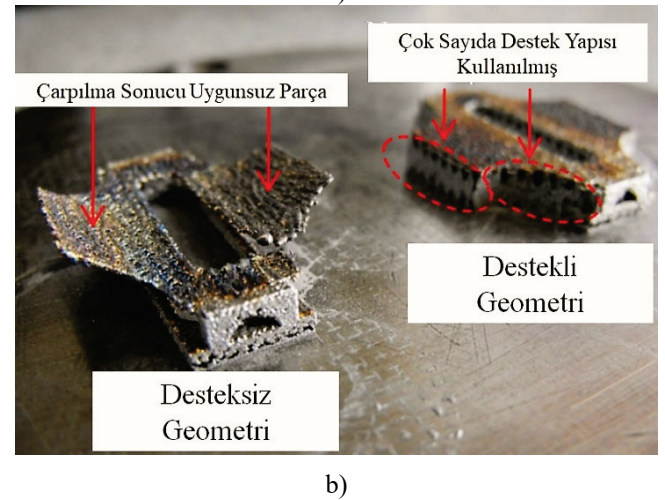 Çok Sayıda Destek Yapısı
Kullanılmış
Çarpılma Sonucu Uygunsuz Parça
Destekli
Geometri
Desteksiz
Geometri
b)